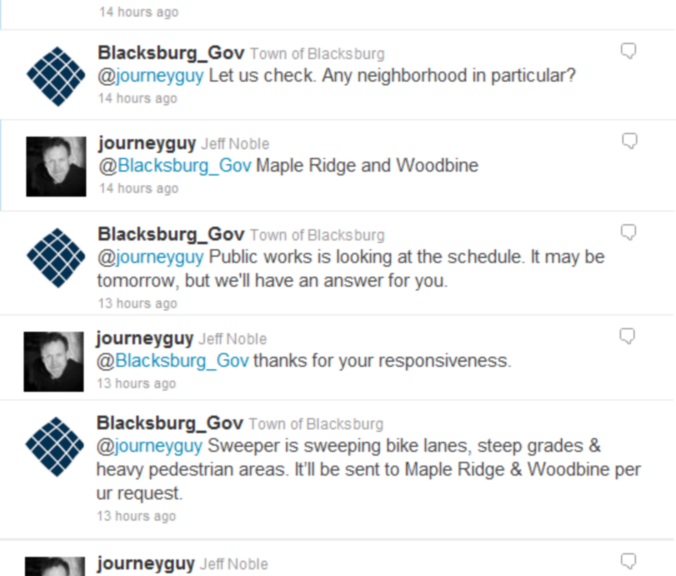 14 hours ago
Blacksburg_Gov Town of Blacksburg
@journeyguy Let us check. Any neighborhood in particular?
14 hours ago
journeyguy Jeff Noble
@Blacksburg_Gov Maple Ridge and Woodbine
14 hours ago
Blacksburg_Gov Town of Blacksburg
@journeyguy Public works is looking at the schedule. It may be
tomorrow, but we'll have an answer for you.
13 hours ago
journeyguy Jeff Noble
@Blacksburg_Gov thanks for your responsiveness.
13 hours ago
Blacksburg_Gov Town of Blacksburg
@journeyguy Sweeper is sweeping bike lanes, steep grades &
heavy pedestrian areas. It'll be sent to Maple Ridge & Woodbine per
ur request.
13 hours ago
journeyguy Jeff Noble